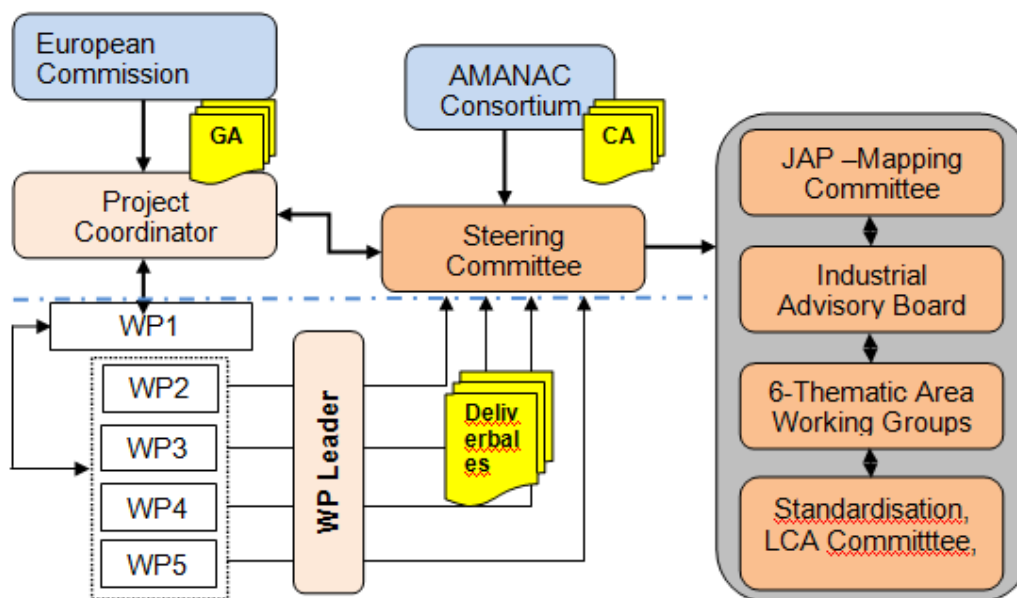 European
Commission
GA
Project
Coordinator
AMANAC
Consortium
CA
Steering
Committee
JAP –Mapping
Committee
Industrial
Advisory Board
6-Thematic Area
Working Groups
Standardisation,
LCA Committtee,
WP1
WP2
WP3
WP4
WP5
WP Leader
Deliv
erbal
es